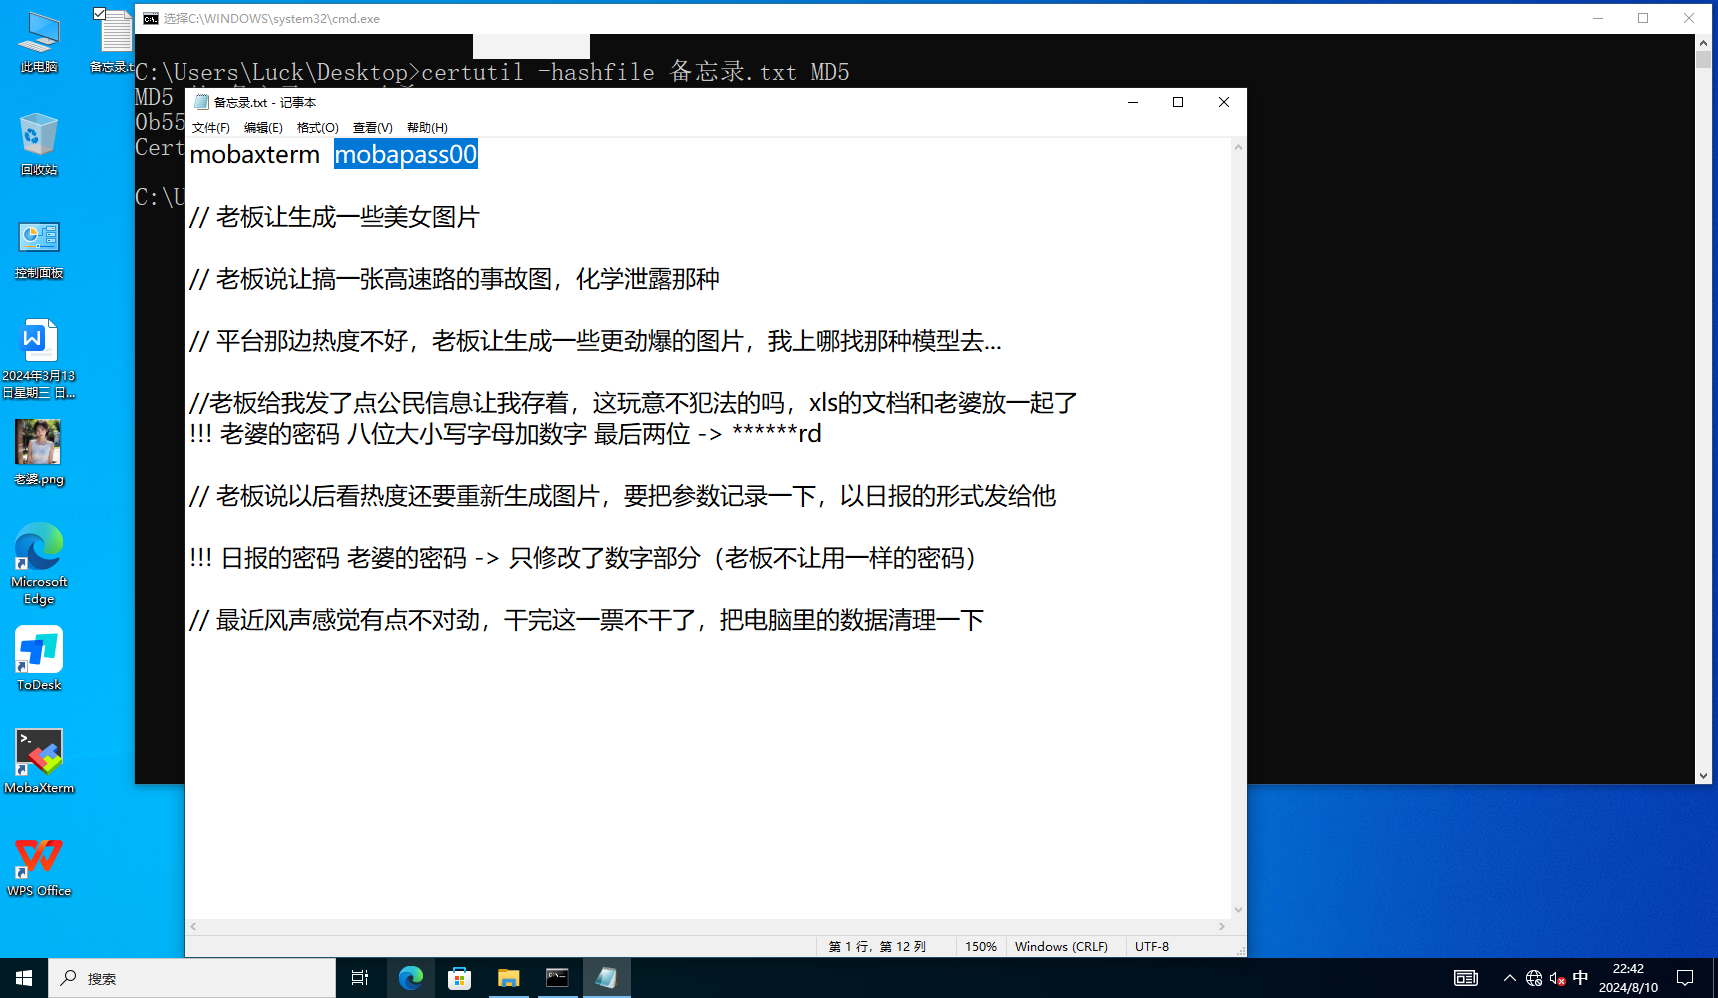 选择C:\WINDOWS\system32\cmd.exe
此电脑
备忘录.t
回收站
控制面板
2024年3月13
日星期三 日...
老婆.png
Microsoft
Edge
ToDesk
MobaXterm
WPS Office
C:\Users\Luck\Desktop>certutil -hashfile 备忘录.txt MD5
MD5
0b55
Cert
C:\U
备忘录.txt - 记事本
文件(F) 编辑(E) 格式(O) 查看(V) 帮助(H)
mobaxterm mobapass00
// 老板让生成一些美女图片
// 老板说让搞一张高速路的事故图，化学泄露那种
// 平台那边热度不好，老板让生成一些更劲爆的图片，我上哪找那种模型去...
//老板给我发了点公民信息让我存着，这玩意不犯法的吗，xls的文档和老婆放一起了
!!! 老婆的密码 八位大小写字母加数字 最后两位 -> ******rd
// 老板说以后看热度还要重新生成图片，要把参数记录一下，以日报的形式发给他
!!! 日报的密码 老婆的密码 -> 只修改了数字部分（老板不让用一样的密码）
// 最近风声感觉有点不对劲，干完这一票不干了，把电脑里的数据清理一下
第 1 行，第 12 列 150% Windows (CRLF) UTF-8
搜索
中
22:42
2024/8/10